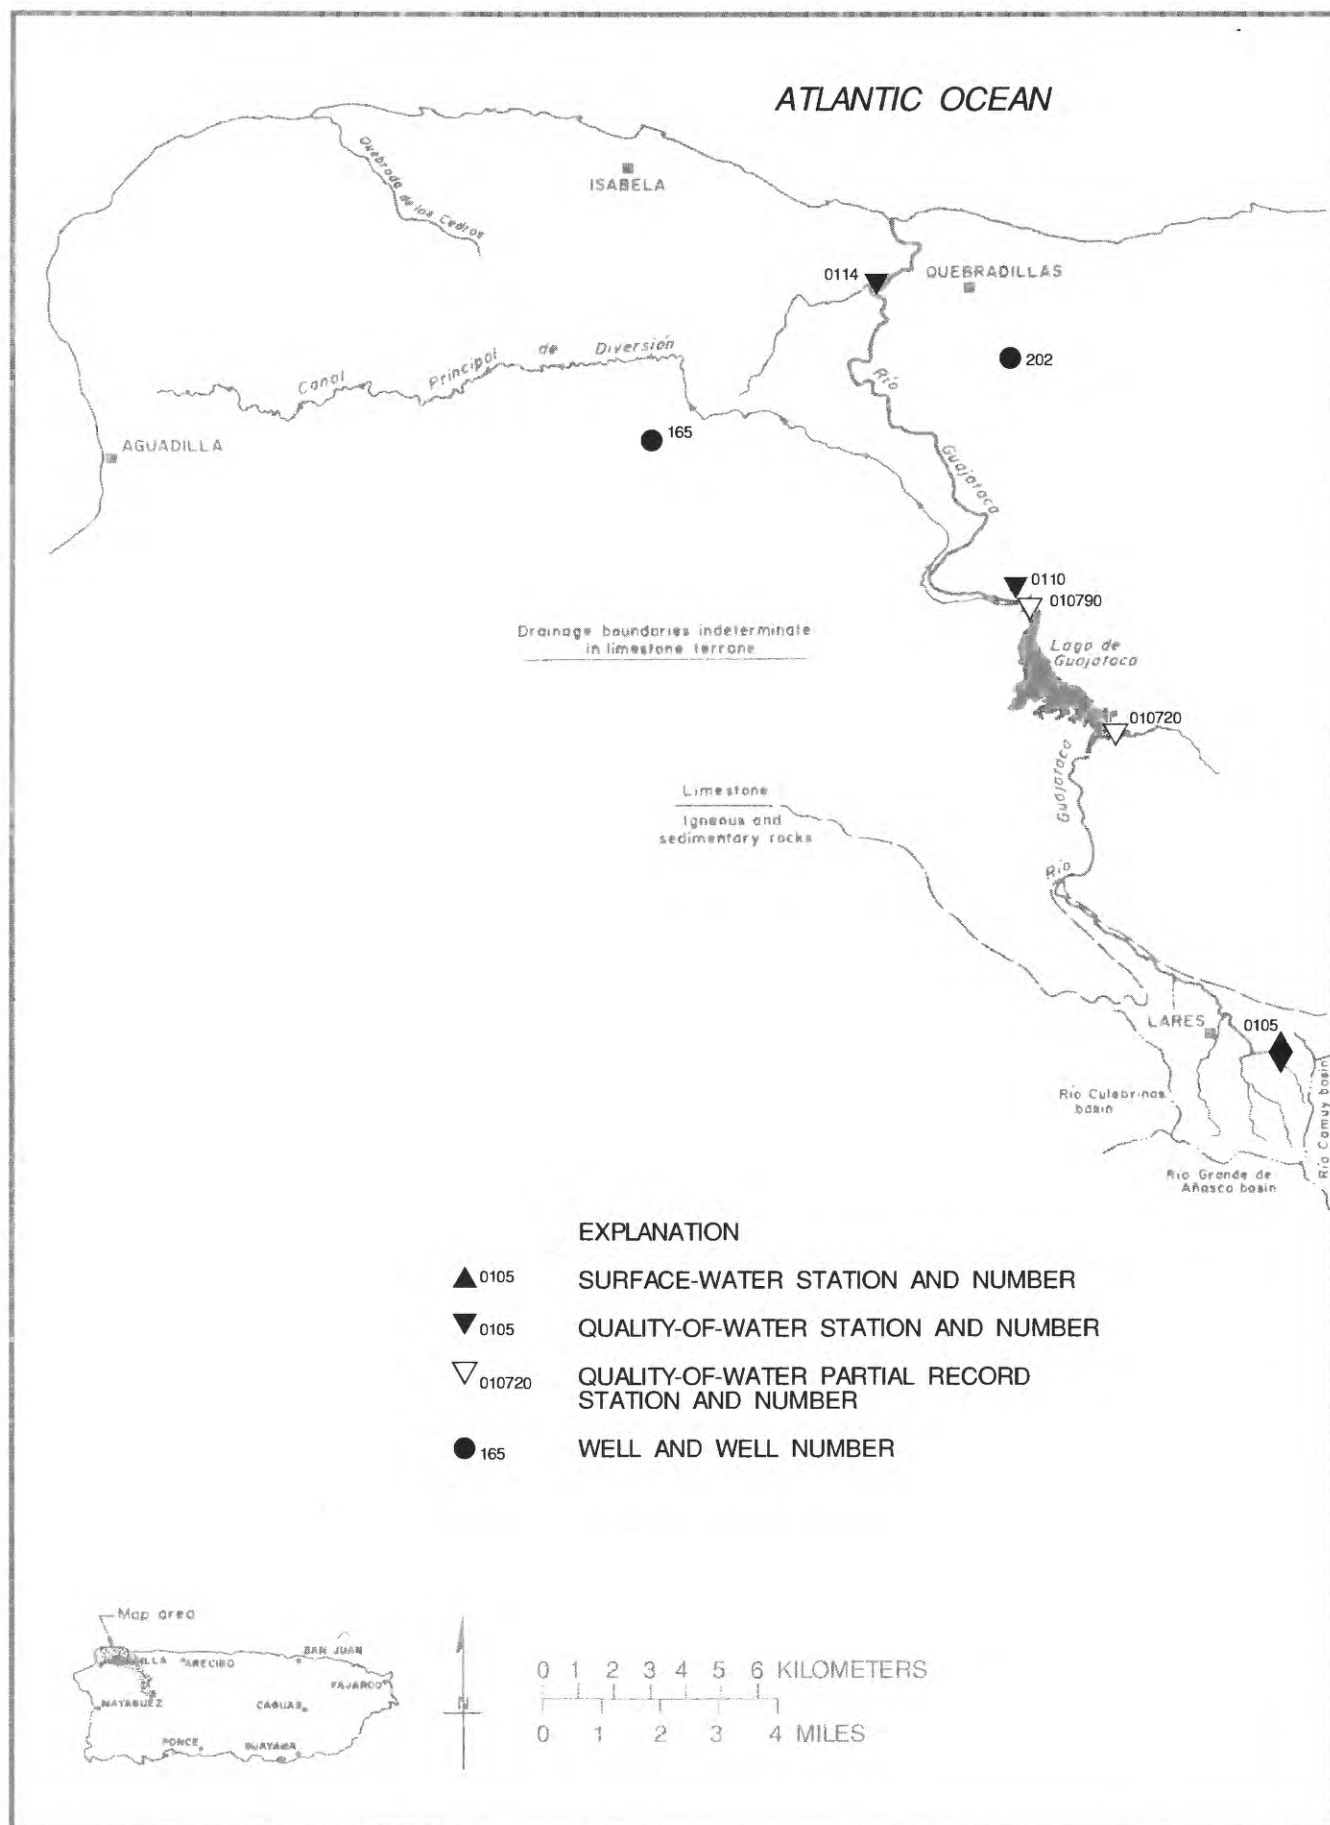 ATLANTIC OCEAN
Quebrada de los Cedros
ISABELA
0114
QUEBRADILLAS
202
Canal Principal de Diversión
Río Guajataca
165
AGUADILLA
0110
010790
Drainage boundaries indeterminate
in limestone terrane
Lago de
Guajataca
010720
Río Guajataca
Limestone
Igneous and
sedimentary rocks
LARES
0105
Río Culebrinas
basin
Río Camuy basin
Río Grande de
Añasco basin
EXPLANATION
0105 SURFACE-WATER STATION AND NUMBER
0105 QUALITY-OF-WATER STATION AND NUMBER
010720 QUALITY-OF-WATER PARTIAL RECORD
STATION AND NUMBER
165 WELL AND WELL NUMBER
Map area
SAN JUAN
ARECIBO
FAJARDO
MAYAGUEZ
CAGUAS
PONCE
GUAYAMA
N
0 1 2 3 4 5 6 KILOMETERS
0 1 2 3 4 MILES